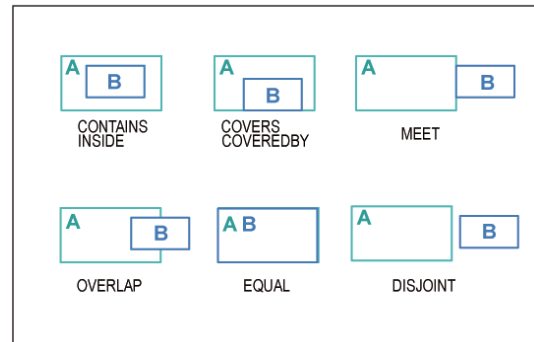 A
B
CONTAINS
INSIDE
A
B
COVERS
COVEREDBY
A
B
MEET
A
B
OVERLAP
A B
EQUAL
A
B
DISJOINT